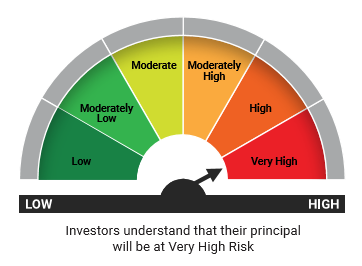 Moderate
Moderately
High
Moderately
Low
High
Low
Very High
LOW
HIGH
Investors understand that their principal
will be at Very High Risk